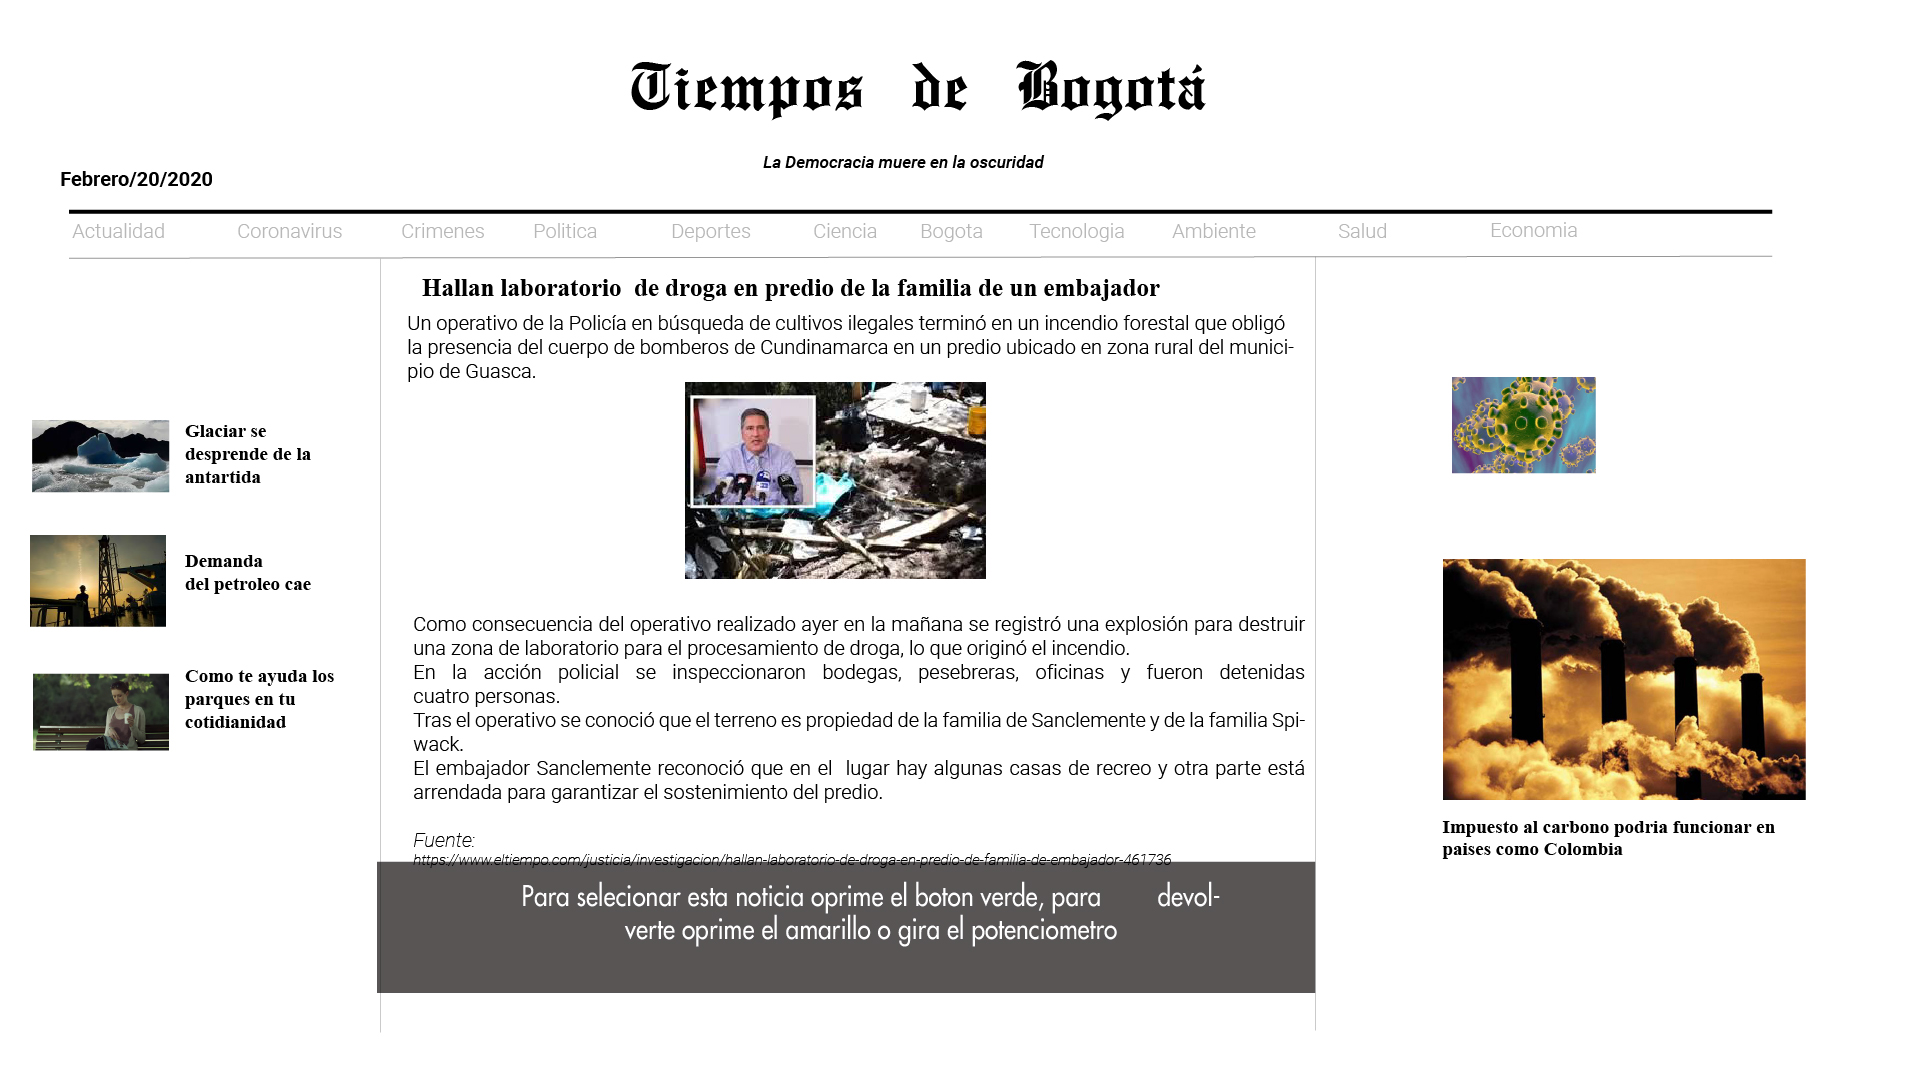 Tiempos de Bogotá
La Democracia muere en la oscuridad
Febrero/20/2020
Actualidad Coronavirus Crimenes Politica Deportes Ciencia Bogota Tecnologia Ambiente Salud Economia
Glaciar se
desprende de la
antartida
Demanda
del petroleo cae
Como te ayuda los
parques en tu
cotidianidad
Hallan laboratorio de droga en predio de la familia de un embajador
Un operativo de la Policía en búsqueda de cultivos ilegales terminó en un incendio forestal que obligó
la presencia del cuerpo de bomberos de Cundinamarca en un predio ubicado en zona rural del munici-
pio de Guasca.
Como consecuencia del operativo realizado ayer en la mañana se registró una explosión para destruir
una zona de laboratorio para el procesamiento de droga, lo que originó el incendio.
En la acción policial se inspeccionaron bodegas, pesebreras, oficinas y fueron detenidas
cuatro personas.
Tras el operativo se conoció que el terreno es propiedad de la familia de Sanclemente y de la familia Spi-
wack.
El embajador Sanclemente reconoció que en el lugar hay algunas casas de recreo y otra parte está
arrendada para garantizar el sostenimiento del predio.
Fuente:
https://www.eltiempo.com/justicia/investigacion/hallan-laboratorio-de-droga-en-predio-de-familia-de-embajador-461736
Para selecionar esta noticia oprime el boton verde, para devol-
verte oprime el amarillo o gira el potenciometro
Impuesto al carbono podria funcionar en
paises como Colombia